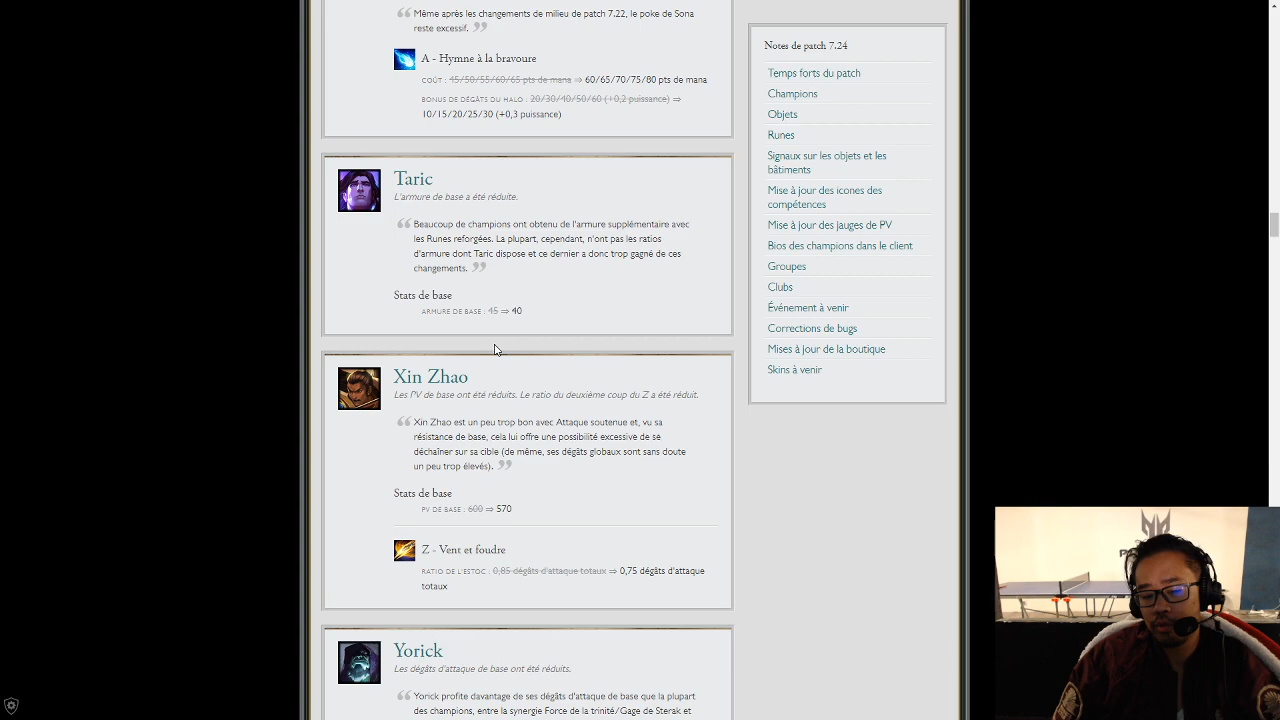 Même après les changements de milieu de patch 7.22, le poke de Sona
reste excessif.
A - Hymne à la bravoure
COÛT : 45/50/55/60/65 pts de mana ⇒ 60/65/70/75/80 pts de mana
BONUS DE DÉGÂTS DU HALO : 20/30/40/50/60 (+0,2 puissance) ⇒
10/15/20/25/30 (+0,3 puissance)
Taric
L'armure de base a été réduite.
Beaucoup de champions ont obtenu de l'armure supplémentaire avec
les Runes reforgées. La plupart, cependant, n'ont pas les ratios
d'armure dont Taric dispose et ce dernier a donc trop gagné de ces
changements.
Stats de base
ARMURE DE BASE : 45 ⇒ 40
Xin Zhao
Les PV de base ont été réduits. Le ratio du deuxième coup du Z a été réduit.
Xin Zhao est un peu trop bon avec Attaque soutenue et, vu sa
résistance de base, cela lui offre une possibilité excessive de se
déchaîner sur sa cible (de même, ses dégâts globaux sont sans doute
un peu trop élevés).
Stats de base
PV DE BASE : 600 ⇒ 570
Z - Vent et foudre
RATIO DE L'ESTOC : 0,85 dégâts d'attaque totaux ⇒ 0,75 dégâts d'attaque
totaux
Yorick
Les dégâts d'attaque de base ont été réduits.
Yorick profite davantage de ses dégâts d'attaque de base que la plupart
des champions, entre la synergie Force de la trinité/Gage de Sterak et
Notes de patch 7.24
Temps forts du patch
Champions
Objets
Runes
Signaux sur les objets et les
bâtiments
Mise à jour des icones des
compétences
Mise à jour des jauges de PV
Bios des champions dans le client
Groupes
Clubs
Événement à venir
Corrections de bugs
Mises à jour de la boutique
Skins à venir